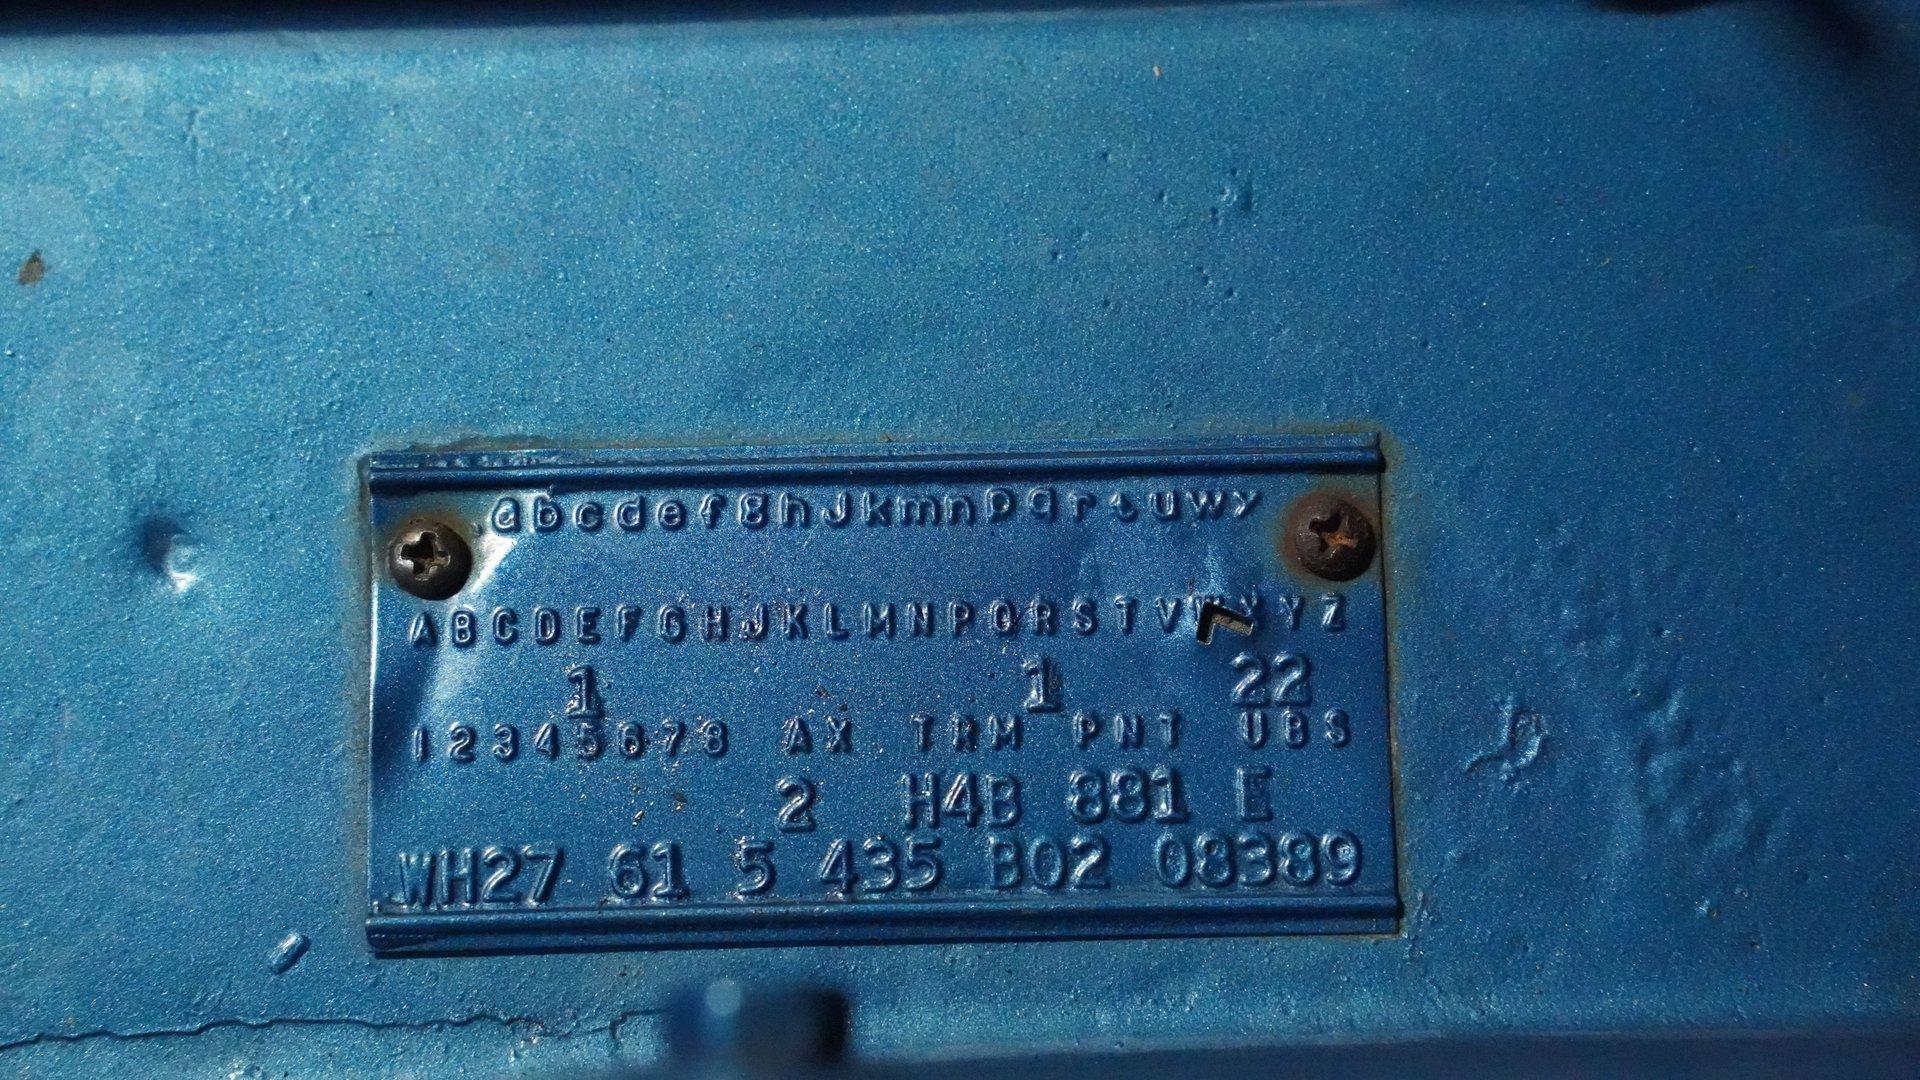 abcdefghJkmnpqrtuwy
ABCDEFGHJKLMNPQRSTVWXYZ
1 1 22
12345678 AX TRM PNT UBS
2 H4B 881 E
WH27 61 5 435 B02 08389